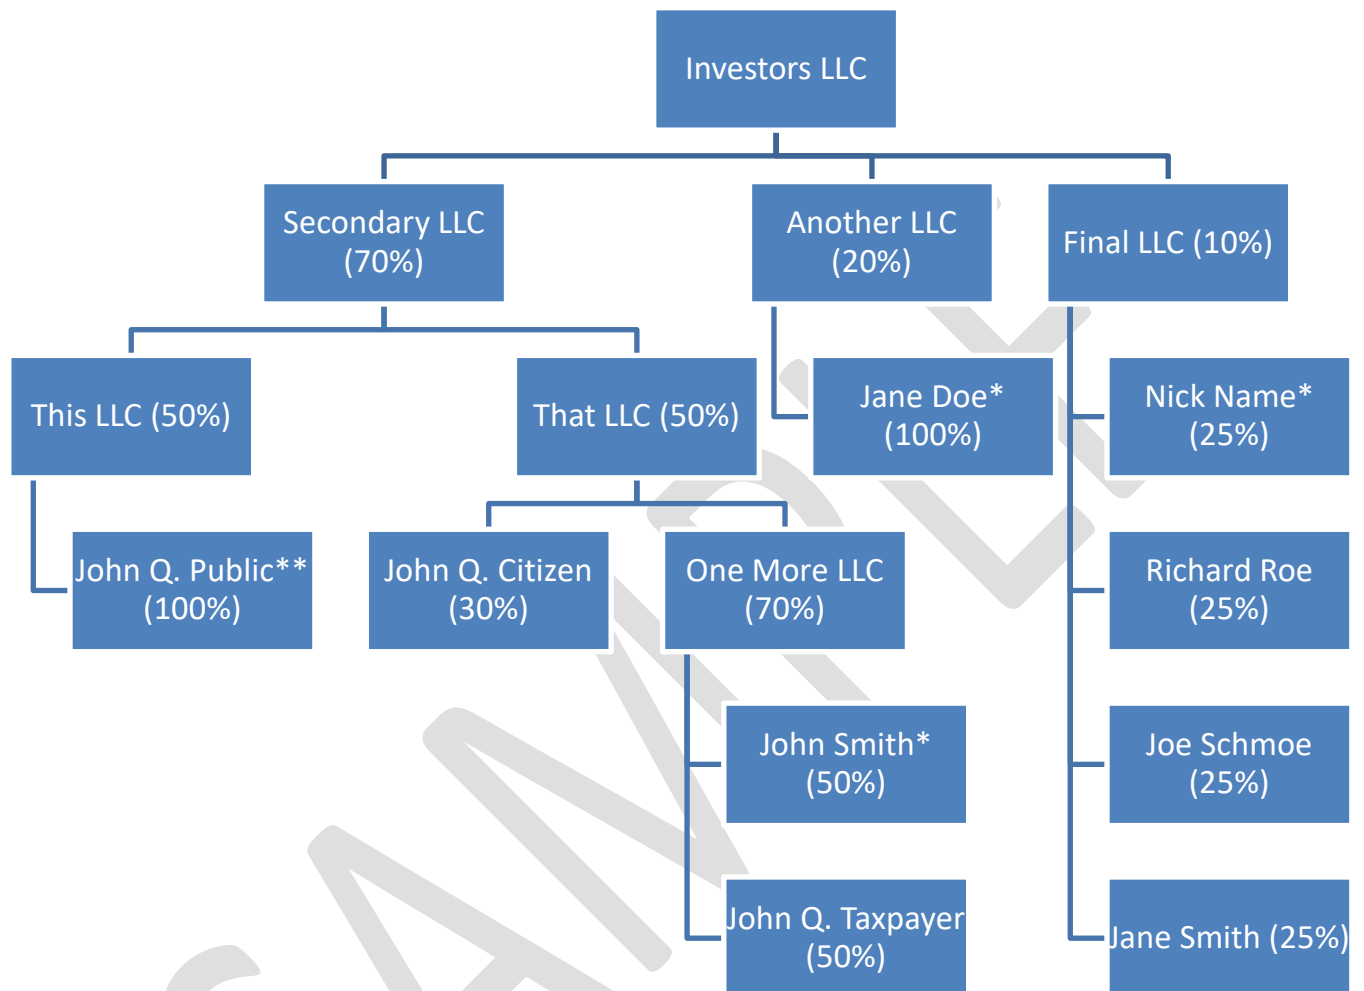 Investors LLC
Secondary LLC
(70%)
Another LLC
(20%)
Final LLC (10%)
This LLC (50%)
That LLC (50%)
Jane Doe*
(100%)
Nick Name*
(25%)
John Q. Public**
(100%)
John Q. Citizen
(30%)
One More LLC
(70%)
Richard Roe
(25%)
John Smith*
(50%)
Joe Schmoe
(25%)
John Q. Taxpayer
(50%)
Jane Smith (25%)
SAMPLE